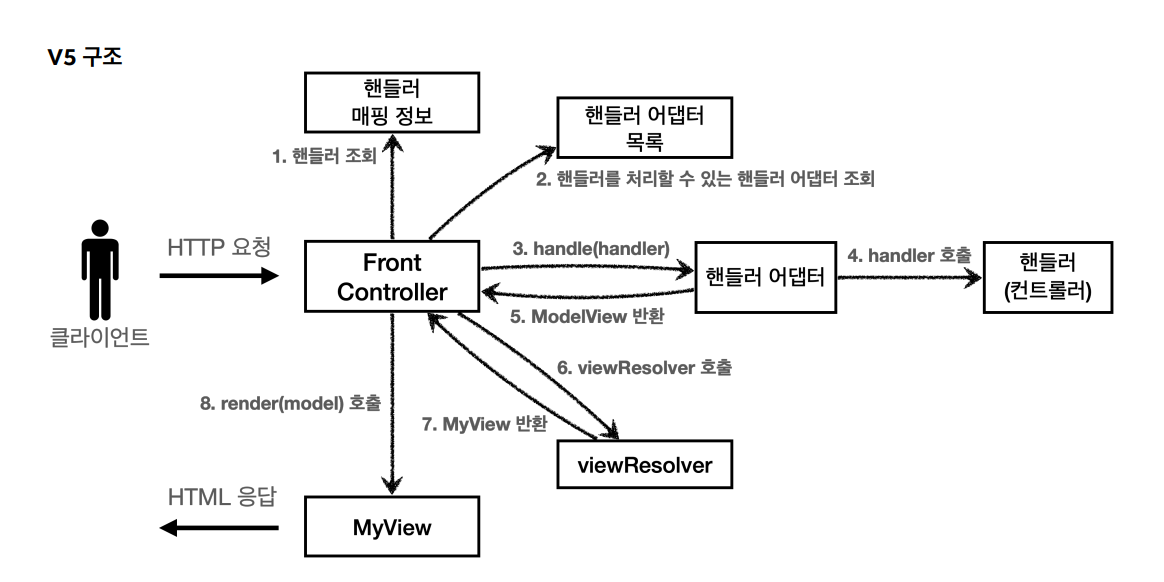 V5 구조
핸들러
매핑 정보
핸들러 어댑터
목록
1. 핸들러 조회
2. 핸들러를 처리할 수 있는 핸들러 어댑터 조회
HTTP 요청
Front
Controller
3. handle(handler)
핸들러 어댑터
4. handler 호출
핸들러
(컨트롤러)
클라이언트
5. ModelView 반환
6. viewResolver 호출
8. render(model) 호출
7. MyView 반환
viewResolver
HTML 응답
MyView